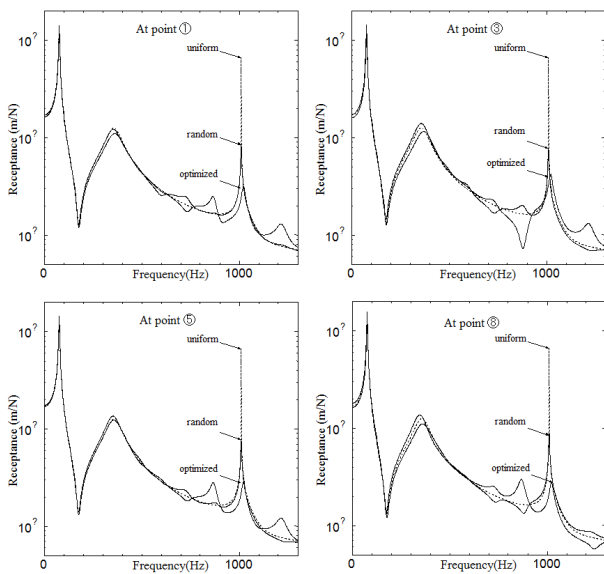 At point ①
uniform
Receptance (m/N)
10?
random
10?
optimized
10?
0
1000
Frequency(Hz)
At point ③
uniform
Receptance (m/N)
10?
random
10?
optimized
10?
0
1000
Frequency(Hz)
At point ⑤
uniform
Receptance (m/N)
10?
random
10?
optimized
10?
0
1000
Frequency(Hz)
At point ⑧
uniform
Receptance (m/N)
10?
random
10?
optimized
10?
0
1000
Frequency(Hz)